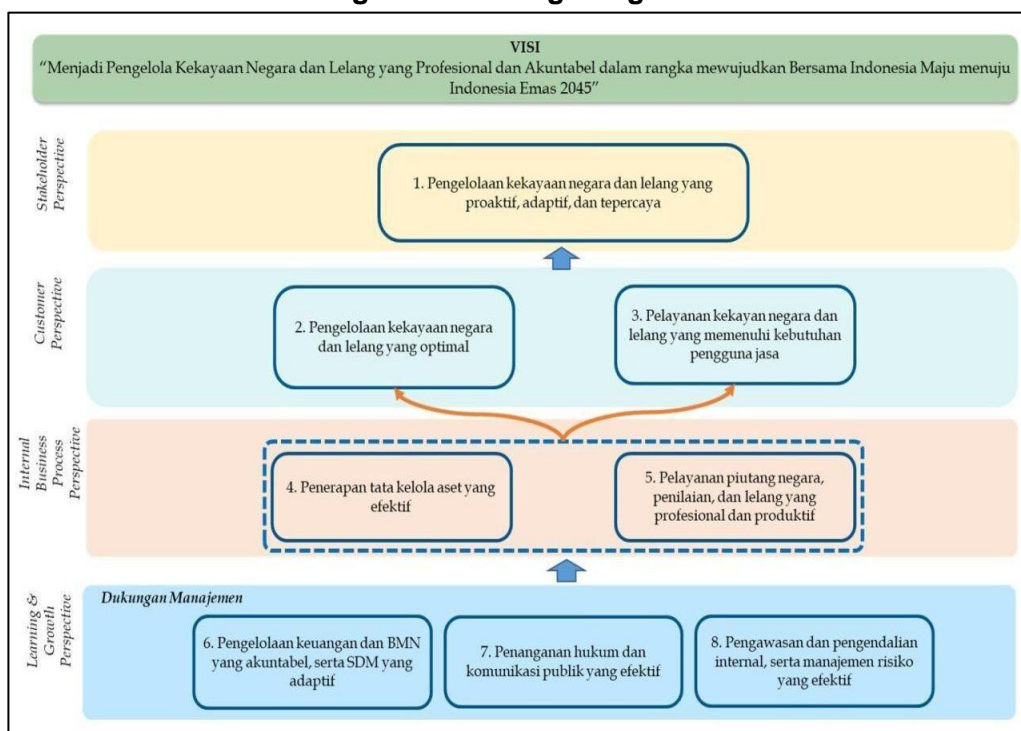 VISI
“Menjadi Pengelola Kekayaan Negara dan Lelang yang Profesional dan Akuntabel dalam rangka mewujudkan Bersama Indonesia Maju menuju
Indonesia Emas 2045”
Stakeholder
Perspective
1. Pengelolaan kekayaan negara dan lelang yang
proaktif, adaptif, dan tepercaya
Customer
Perspective
2. Pengelolaan kekayaan negara
dan lelang yang optimal
3. Pelayanan kekayan negara dan
lelang yang memenuhi kebutuhan
pengguna jasa
Internal
Business
Process
Perspective
4. Penerapan tata kelola aset yang
efektif
5. Pelayanan piutang negara,
penilaian, dan lelang yang
profesional dan produktif
Learning &
Growth
Perspective
Dukungan Manajemen
6. Pengelolaan keuangan dan BMN
yang akuntabel, serta SDM yang
adaptif
7. Penanganan hukum dan
komunikasi publik yang efektif
8. Pengawasan dan pengendalian
internal, serta manajemen risiko
yang efektif